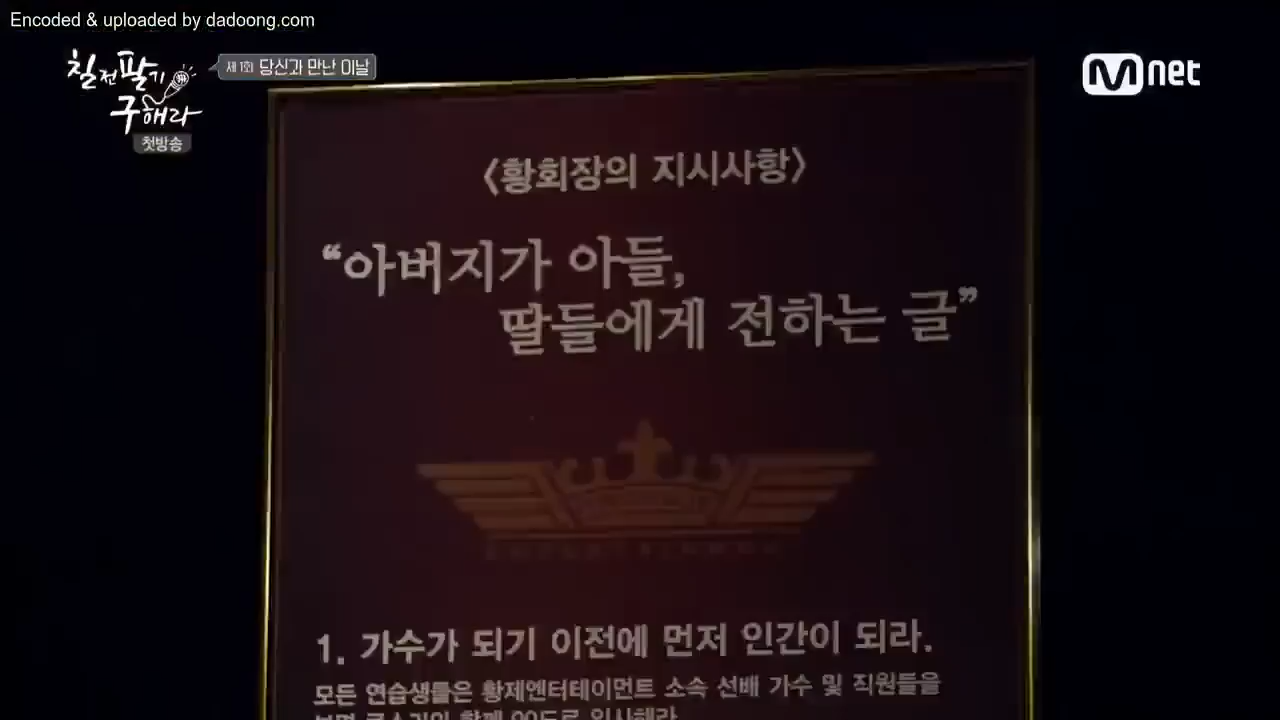 Encoded & uploaded by dadoong.com
칠전팔기
구해라
첫방송
제1회 당신과 만난 이날
Mnet
〈황회장의 지시사항〉
“아버지가 아들,
딸들에게 전하는 글”
1. 가수가 되기 이전에 먼저 인간이 되라.
모든 연습생들은 황제엔터테이먼트 소속 선배 가수 및 직원들을